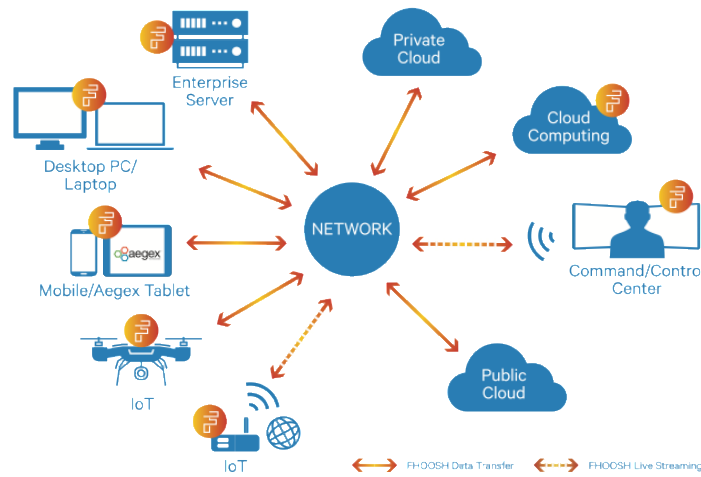 Private
Cloud
Enterprise
Server
Cloud
Computing
Desktop PC/
Laptop
NETWORK
aegex
Mobile/Aegex Tablet
Command/Contro
Center
IoT
Public
Cloud
IoT
FHOOSH Data Transfer
FHOOSH Live Streaming